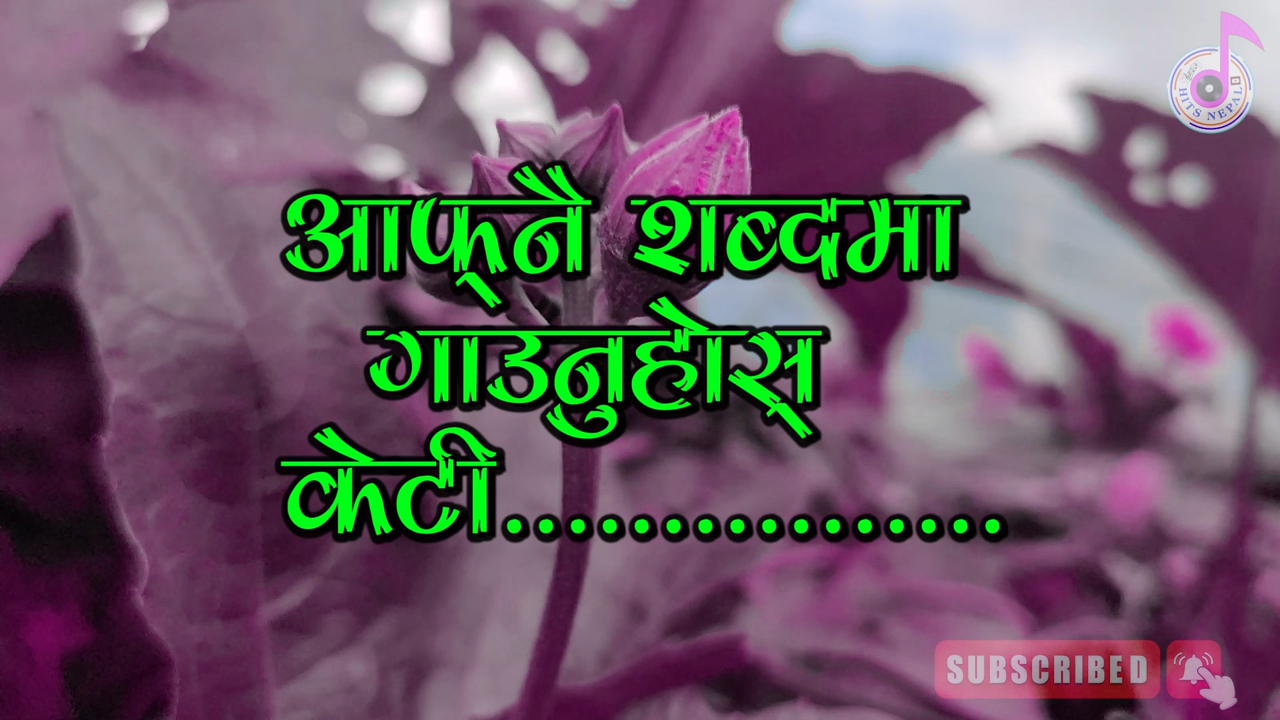 HITS NEPAL
आफ्नै शब्दमा
गाउनुहोस्
केटी................
SUBSCRIBED